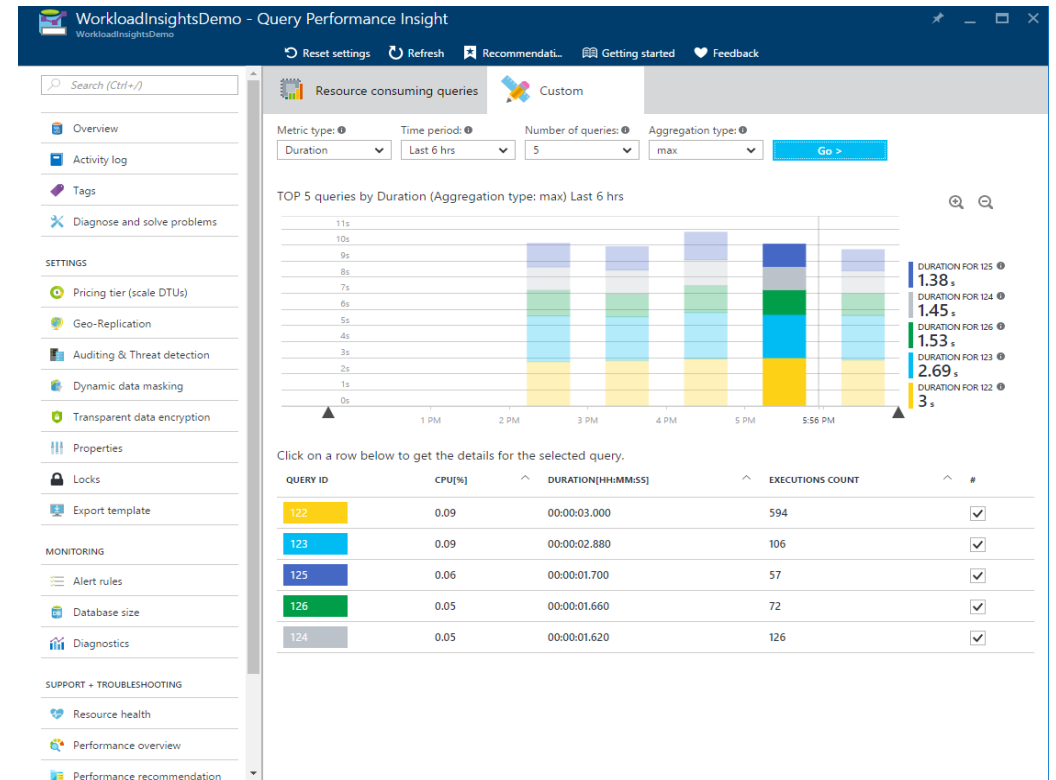 WorkloadInsightsDemo - Query Performance Insight
WorkloadInsightsDemo
Reset settings Refresh Recommendati... Getting started Feedback
Search (Ctrl+/)
Overview
Activity log
Tags
Diagnose and solve problems
SETTINGS
Pricing tier (scale DTUs)
Geo-Replication
Auditing & Threat detection
Dynamic data masking
Transparent data encryption
Properties
Locks
Export template
MONITORING
Alert rules
Database size
Diagnostics
SUPPORT + TROUBLESHOOTING
Resource health
Performance overview
Performance recommendation
Resource consuming queries Custom
Metric type: Time period: Number of queries: Aggregation type:
Duration Last 6 hrs 5 max Go >
TOP 5 queries by Duration (Aggregation type: max) Last 6 hrs
11s
10s
9s
8s
7s
6s
5s
4s
3s
2s
1s
0s
1 PM 2 PM 3 PM 4 PM 5 PM 5:56 PM
DURATION FOR 125
1.38 s
DURATION FOR 124
1.45 s
DURATION FOR 126
1.53 s
DURATION FOR 123
2.69 s
DURATION FOR 122
3 s
Click on a row below to get the details for the selected query.
QUERY ID CPU[%] DURATION[HH:MM:SS] EXECUTIONS COUNT #
122 0.09 00:00:03.000 594
123 0.09 00:00:02.880 106
125 0.06 00:00:01.700 57
126 0.05 00:00:01.660 72
124 0.05 00:00:01.620 126